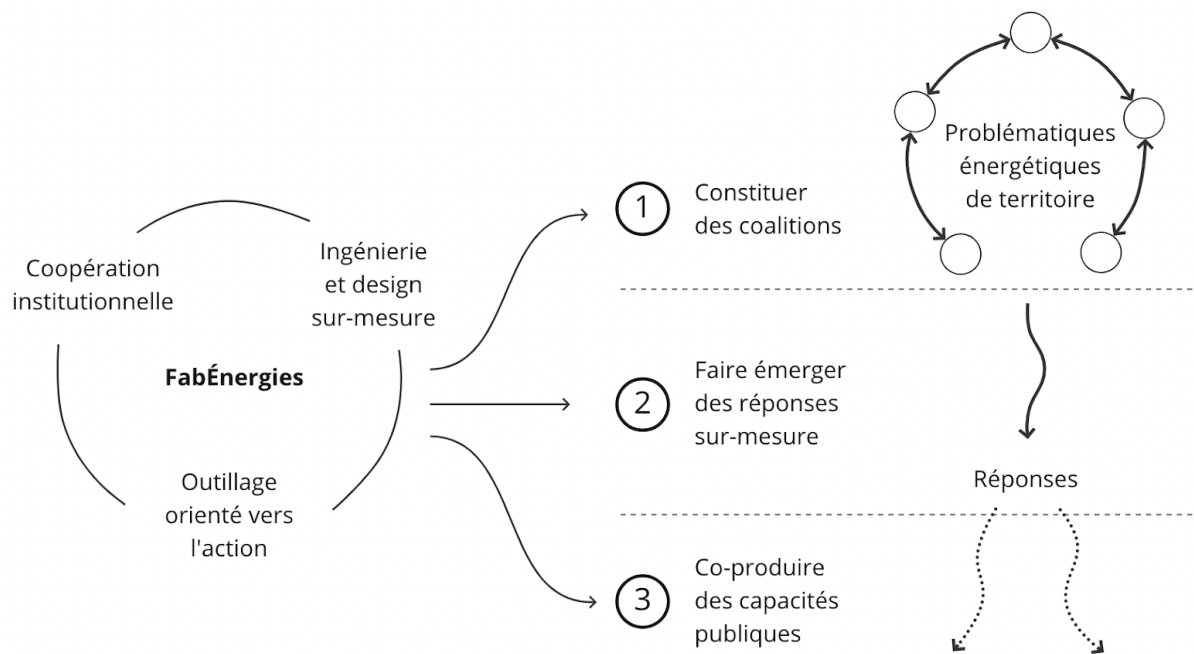 Coopération
institutionnelle
Ingénierie
et design
sur-mesure
FabÉnergies
Outillage
orienté vers
l'action
1
Constituer
des coalitions
Problématiques
énergétiques
de territoire
2
Faire émerger
des réponses
sur-mesure
Réponses
3
Co-produire
des capacités
publiques